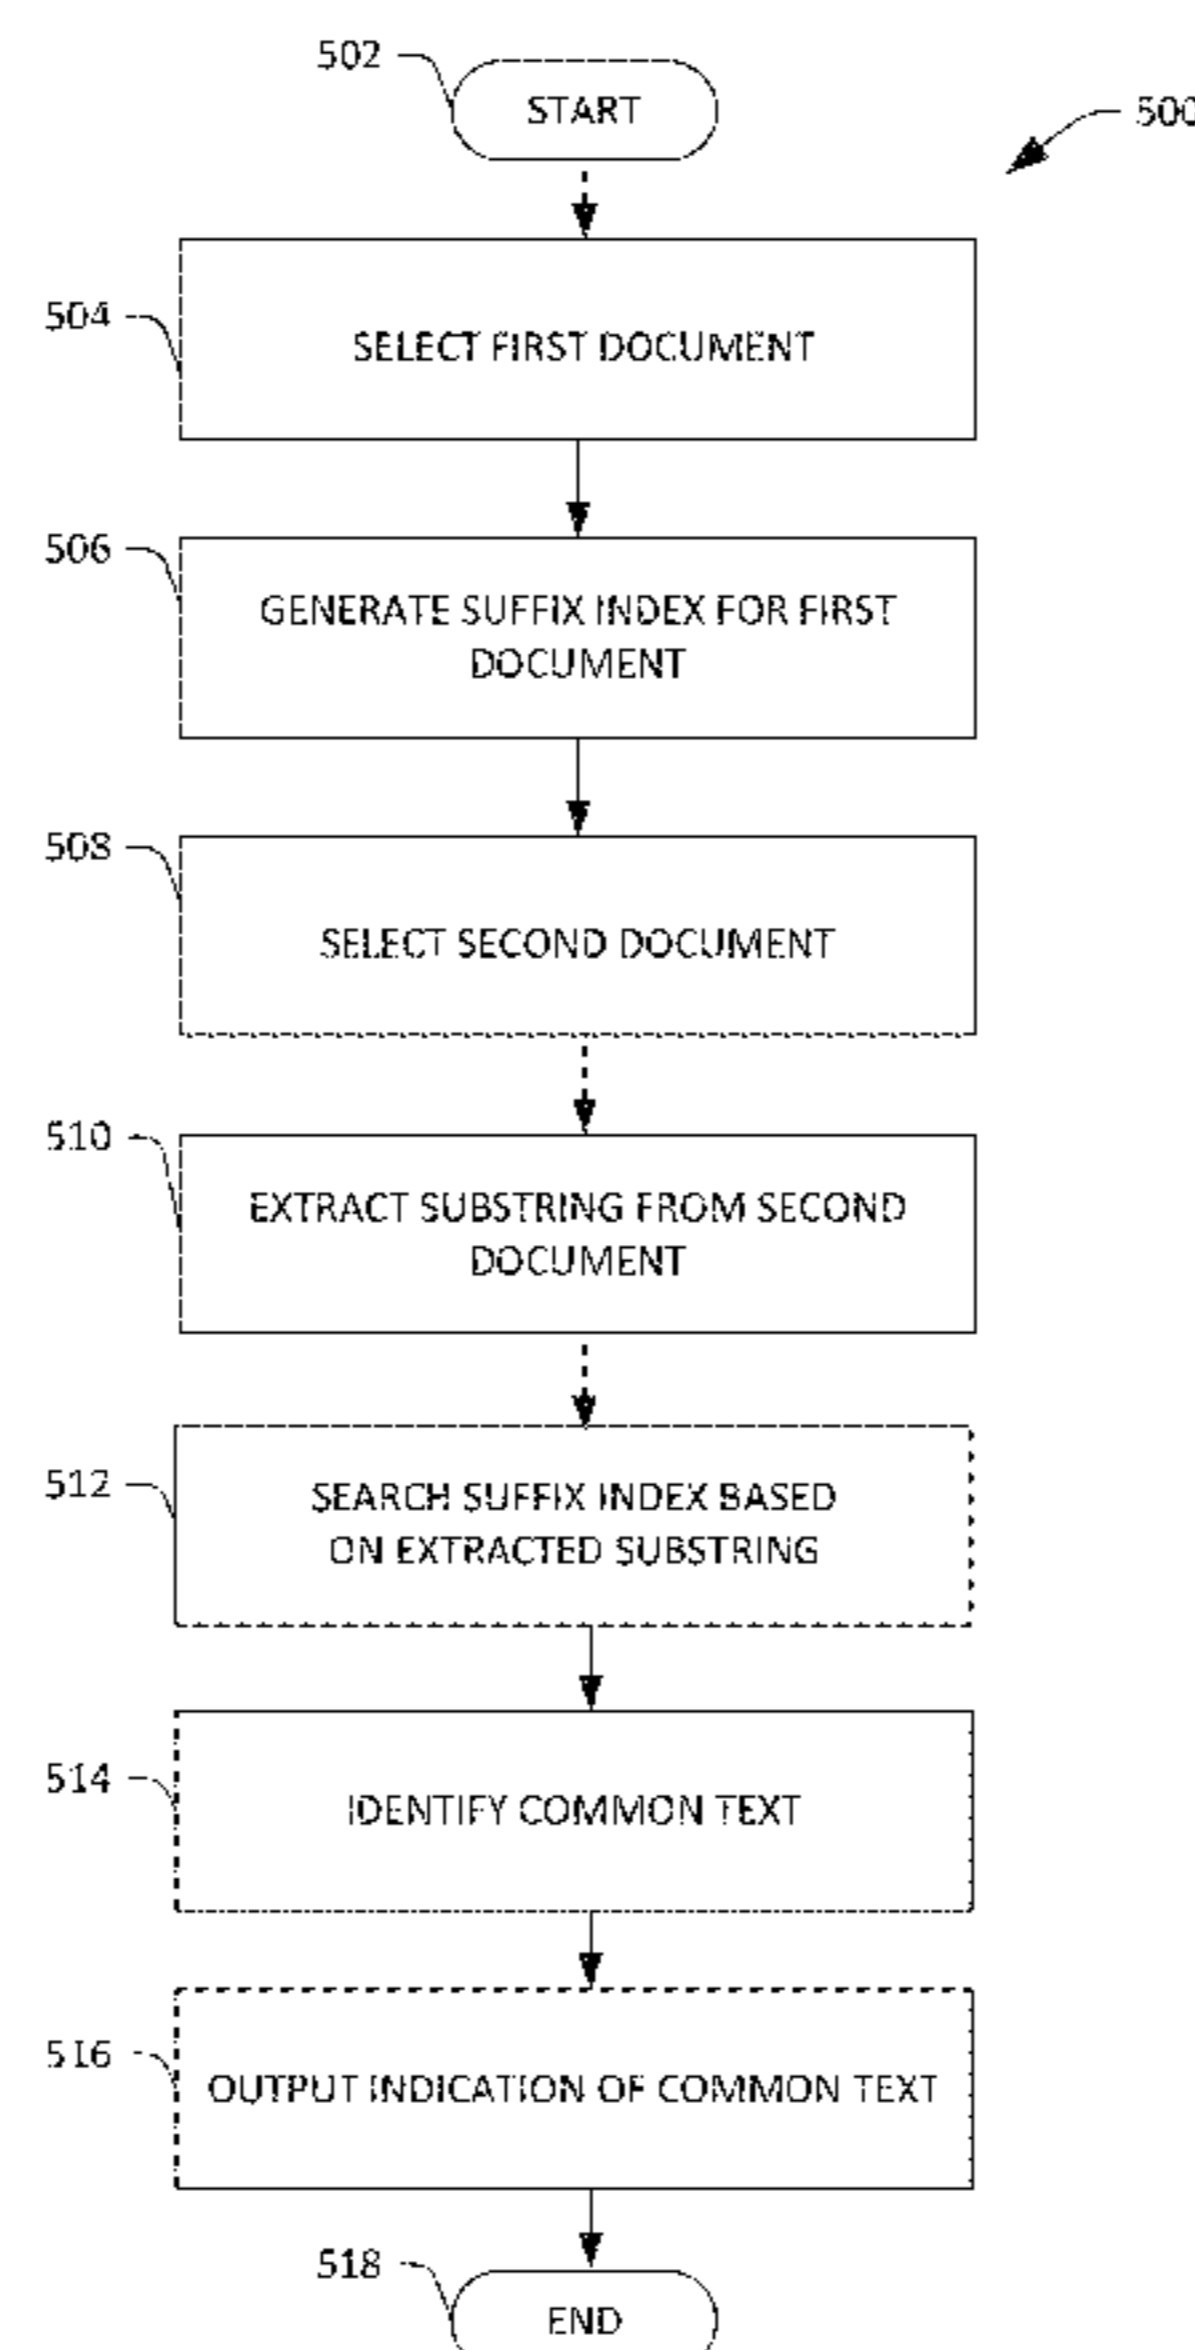 502
START
500
504
SELECT FIRST DOCUMENT
506
GENERATE SUFFIX INDEX FOR FIRST
DOCUMENT
508
SELECT SECOND DOCUMENT
510
EXTRACT SUBSTRING FROM SECOND
DOCUMENT
512
SEARCH SUFFIX INDEX BASED
ON EXTRACTED SUBSTRING
514
IDENTIFY COMMON TEXT
516
OUTPUT INDICATION OF COMMON TEXT
518
END